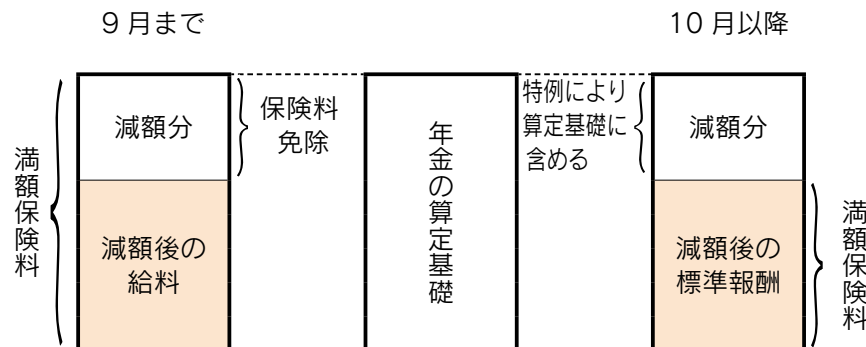 9月まで
10月以降
満額保険料
減額分
減額後の
給料
保険料
免除
年金の算定基礎
特例により
算定基礎に
含める
減額分
減額後の
標準報酬
満額保険料